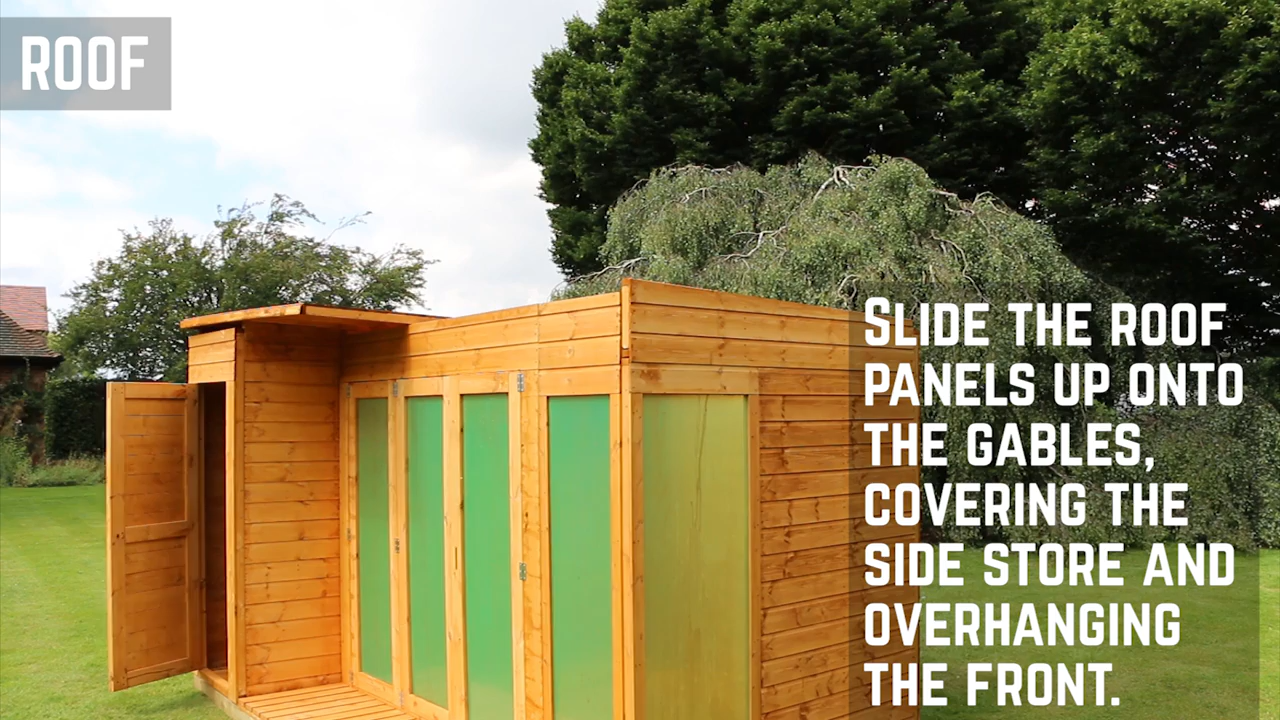 ROOF
SLIDE THE ROOF
PANELS UP ONTO
THE GABLES,
COVERING THE
SIDE STORE AND
OVERHANGING
THE FRONT.